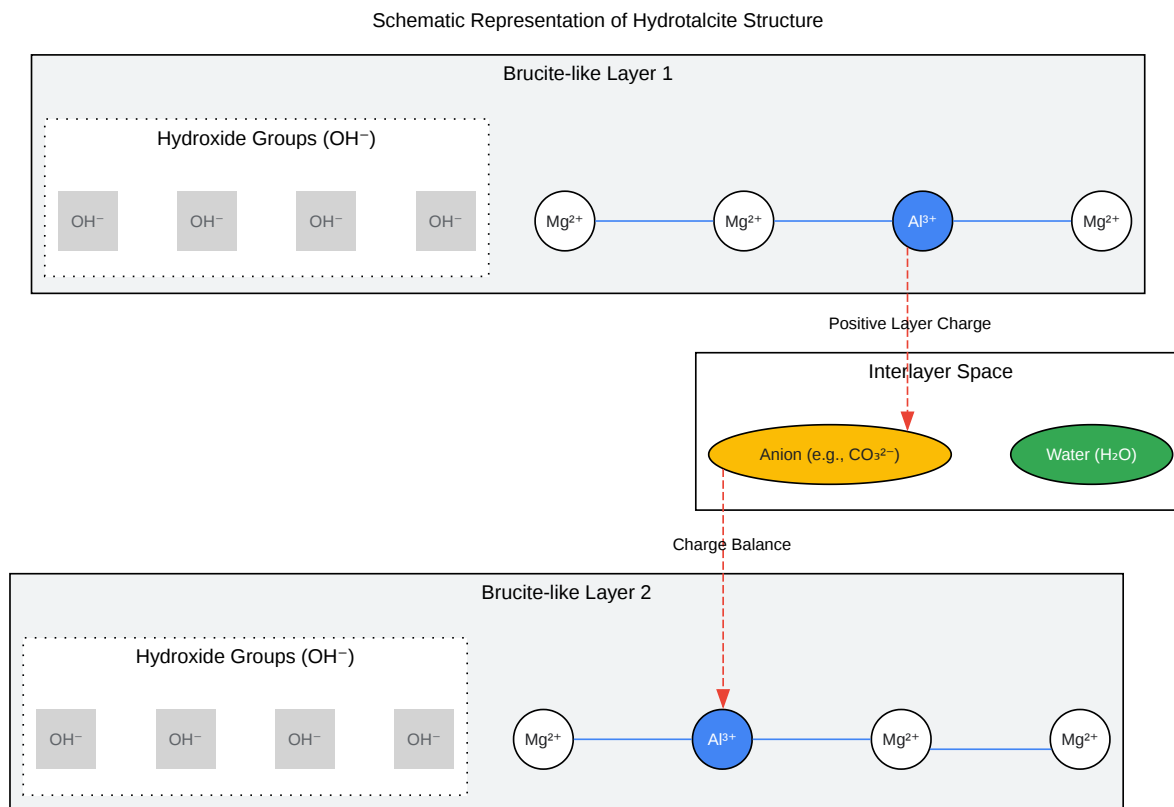 Schematic Representation of Hydrotalcite Structure
Brucite-like Layer 1
Hydroxide Groups (OH⁻)
OH⁻ OH⁻ OH⁻ OH⁻ Mg²⁺ Mg²⁺ Al³⁺ Mg²⁺
Positive Layer Charge
Interlayer Space
Anion (e.g., CO₃²⁻) Water (H₂O)
Charge Balance
Brucite-like Layer 2
Hydroxide Groups (OH⁻)
OH⁻ OH⁻ OH⁻ OH⁻ Mg²⁺ Al³⁺ Mg²⁺ Mg²⁺